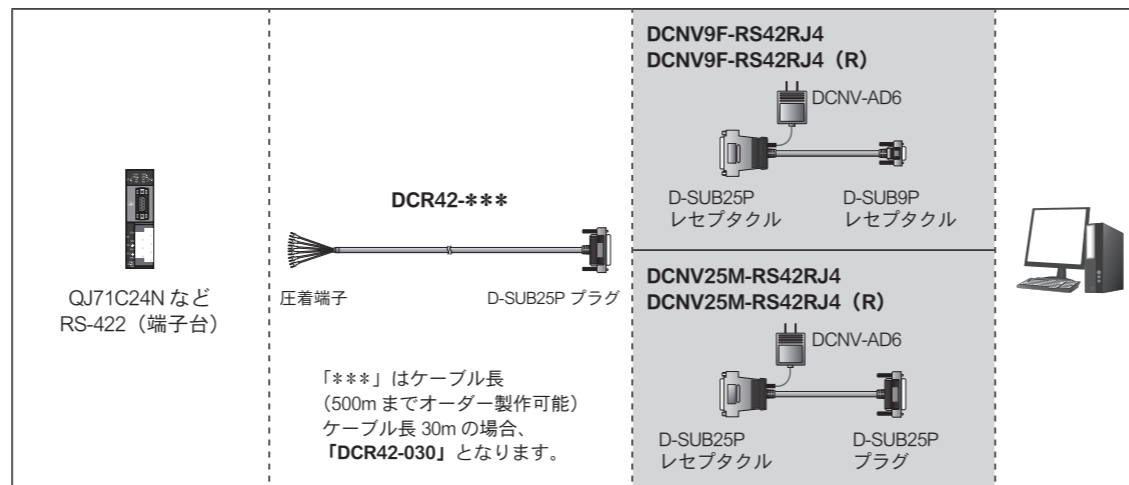 QJ71C24N など
RS-422（端子台）
DCR42-***
圧着端子
D-SUB25P プラグ
「***」はケーブル長
（500m までオーダー製作可能）
ケーブル長 30m の場合、
「DCR42-030」となります。
DCNV9F-RS42RJ4
DCNV9F-RS42RJ4（R）
DCNV-AD6
D-SUB25P
レセプタクル
D-SUB9P
レセプタクル
DCNV25M-RS42RJ4
DCNV25M-RS42RJ4（R）
DCNV-AD6
D-SUB25P
レセプタクル
D-SUB25P
プラグ